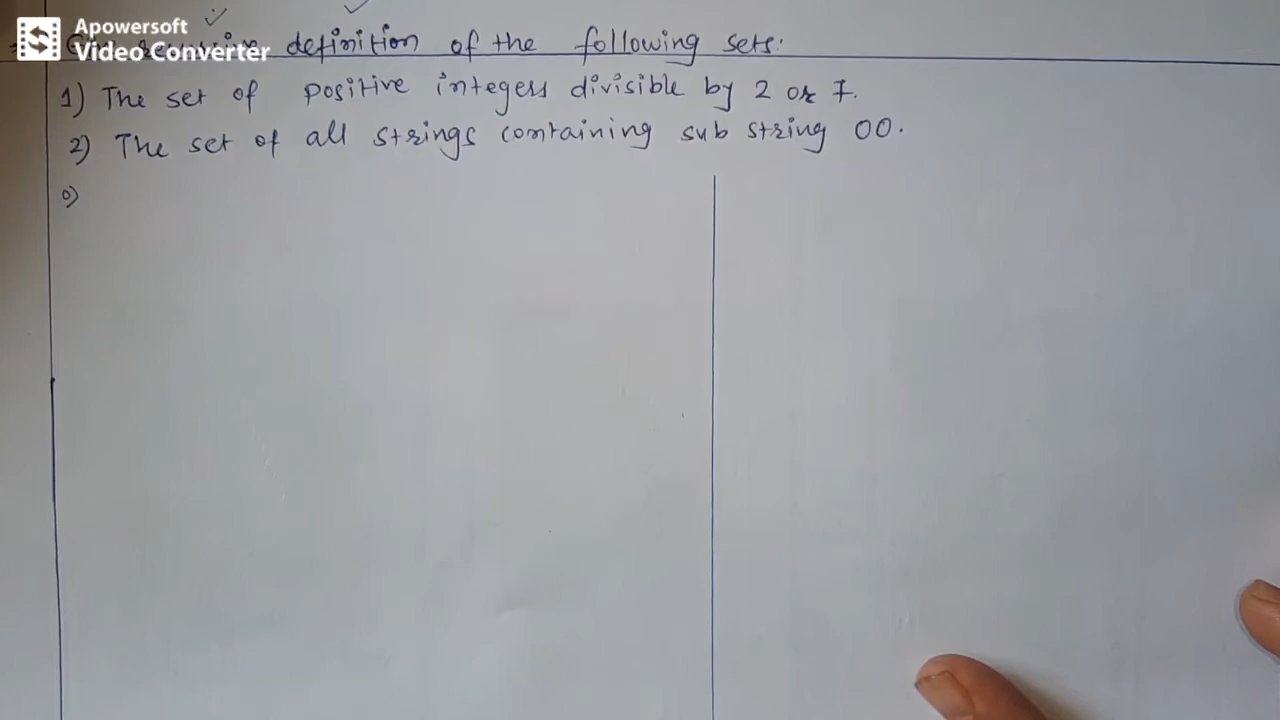 Apowersoft
Video Converter
definition of the following sets:
1) The set of positive integers divisible by 2 or 7.
2) The set of all strings containing sub string 00.